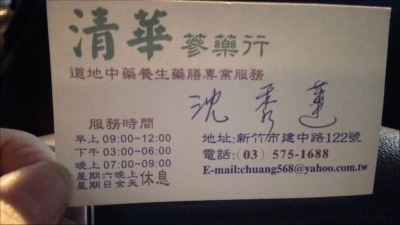 清華蔘藥行
道地中藥養生藥膳專業服務
沈秀蓮
服務時間
早上 09:00~12:00
下午 03:00~06:00
晚上 07:00~09:00
星期六晚上
星期日全天 休息
地址:新竹市建中路122號
電話:(03) 575-1688
E-mail:chuang568@yahoo.com.tw